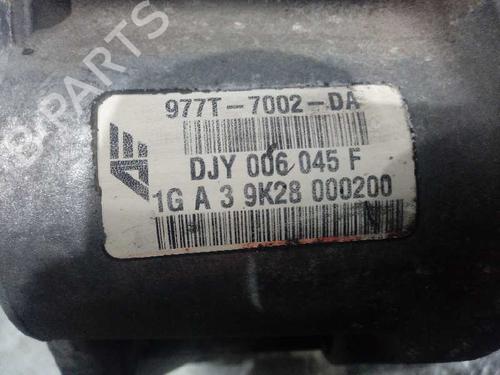 B-PARTS
977T-7002-DA
DJY 006 045 F
1G A 3 9K28 000200